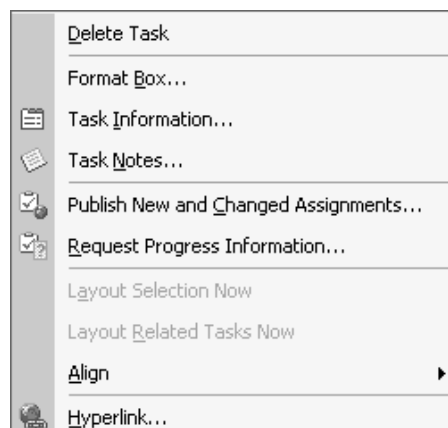 Delete Task
Format Box...
Task Information...
Task Notes...
Publish New and Changed Assignments...
Request Progress Information...
Layout Selection Now
Layout Related Tasks Now
Align
Hyperlink...